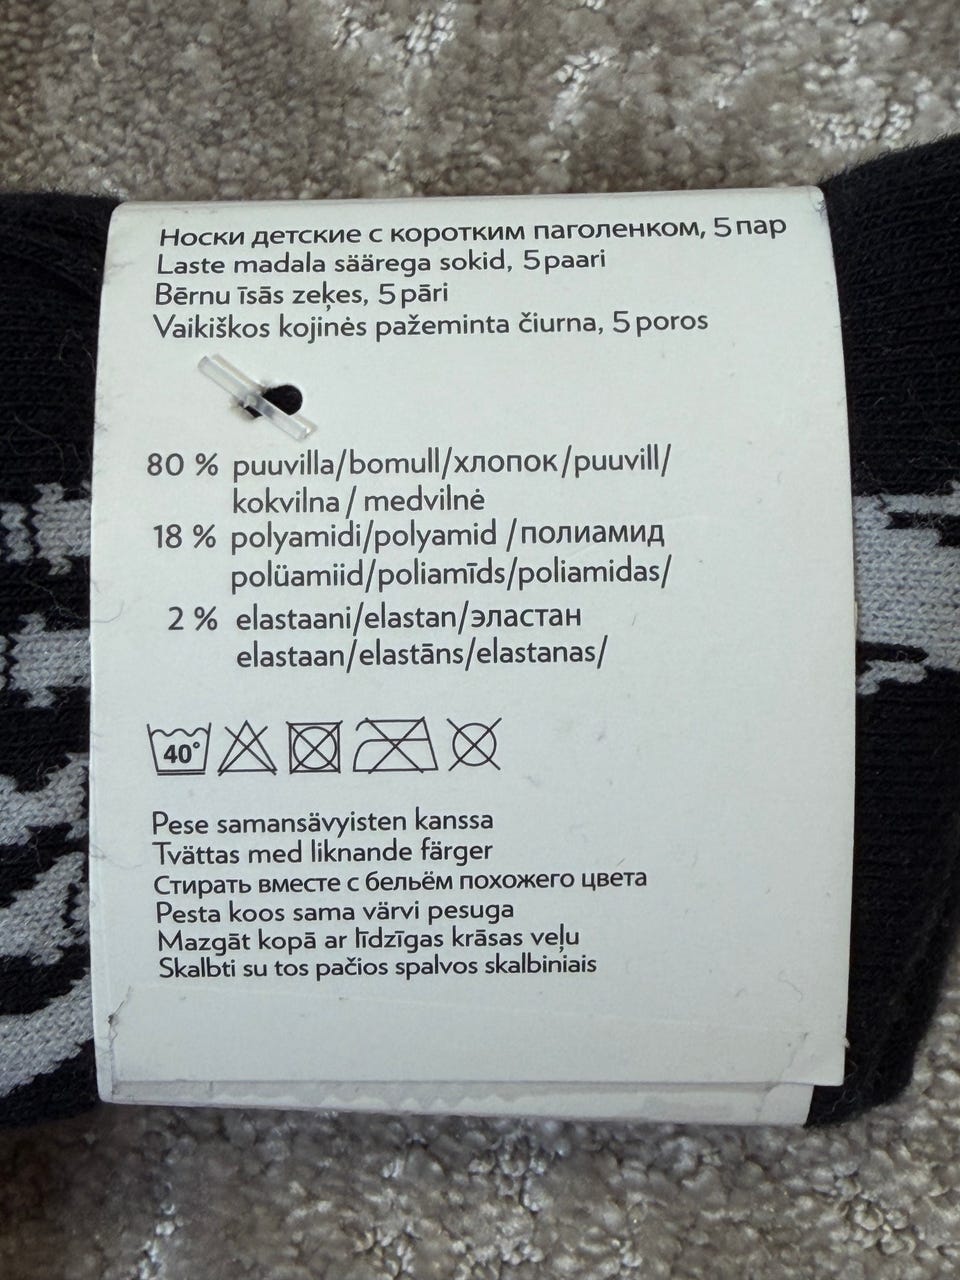 Носки детские с коротким паголенком, 5 пар
Laste madala säärega sokid, 5 paari
Bērnu īsās zeķes, 5 pāri
Vaikiškos kojinės pažeminta čiurna, 5 poros
80 % puuvilla/bomull/хлопок/puuvill/
kokvilna / medvilnė
18 % polyamidi/polyamid /полиамид
polüamiid/poliamīds/poliamidas/
2 % elastaani/elastan/эластан
elastaan/elastāns/elastanas/
40°
Pese samansävyisten kanssa
Tvättas med liknande färger
Стирать вместе с бельём похожего цвета
Pesta koos sama värvi pesuga
Mazgāt kopā ar līdzīgas krāsas veļu
Skalbti su tos pačios spalvos skalbiniais